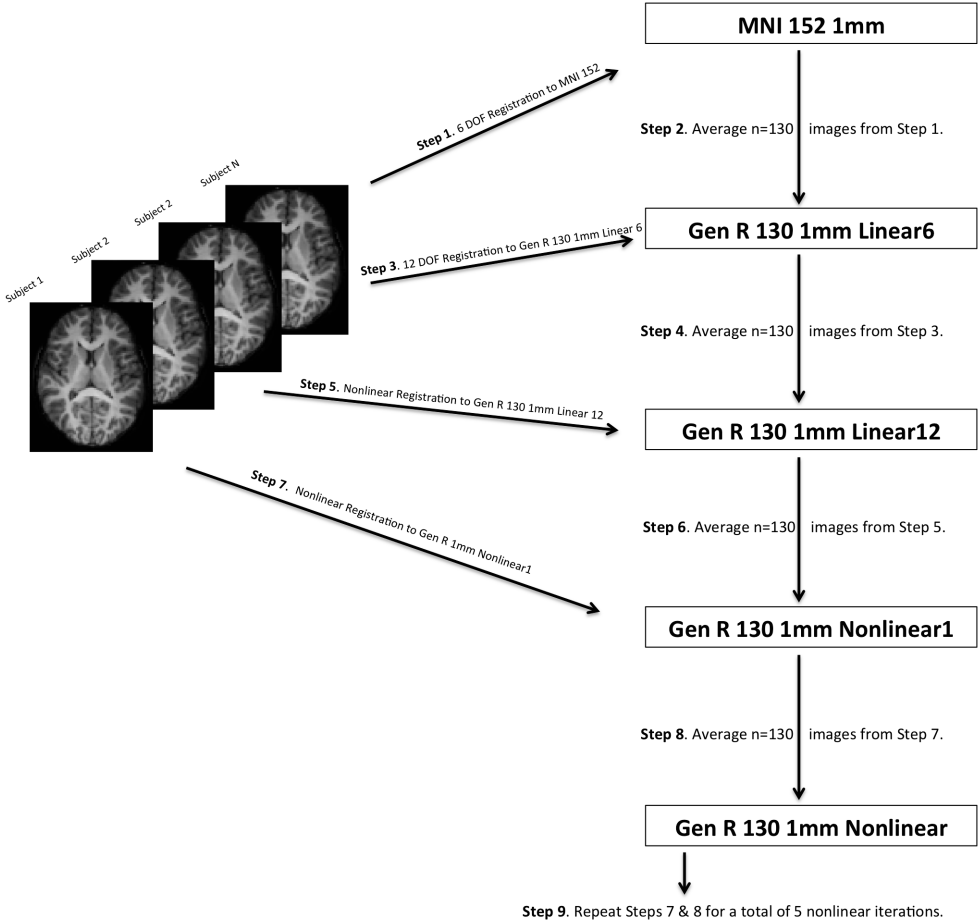 MNI 152 1mm
Step 1. 6 DOF Registration to MNI 152
Step 2. Average n=130 images from Step 1.
Subject N
Subject 2
Subject 2
Subject 1
Gen R 130 1mm Linear6
Step 3. 12 DOF Registration to Gen R 130 1mm Linear 6
Step 4. Average n=130 images from Step 3.
Step 5. Nonlinear Registration to Gen R 130 1mm Linear 12
Gen R 130 1mm Linear12
Step 7. Nonlinear Registration to Gen R 1mm Nonlinear1
Step 6. Average n=130 images from Step 5.
Gen R 130 1mm Nonlinear1
Step 8. Average n=130 images from Step 7.
Gen R 130 1mm Nonlinear
Step 9. Repeat Steps 7 & 8 for a total of 5 nonlinear iterations.